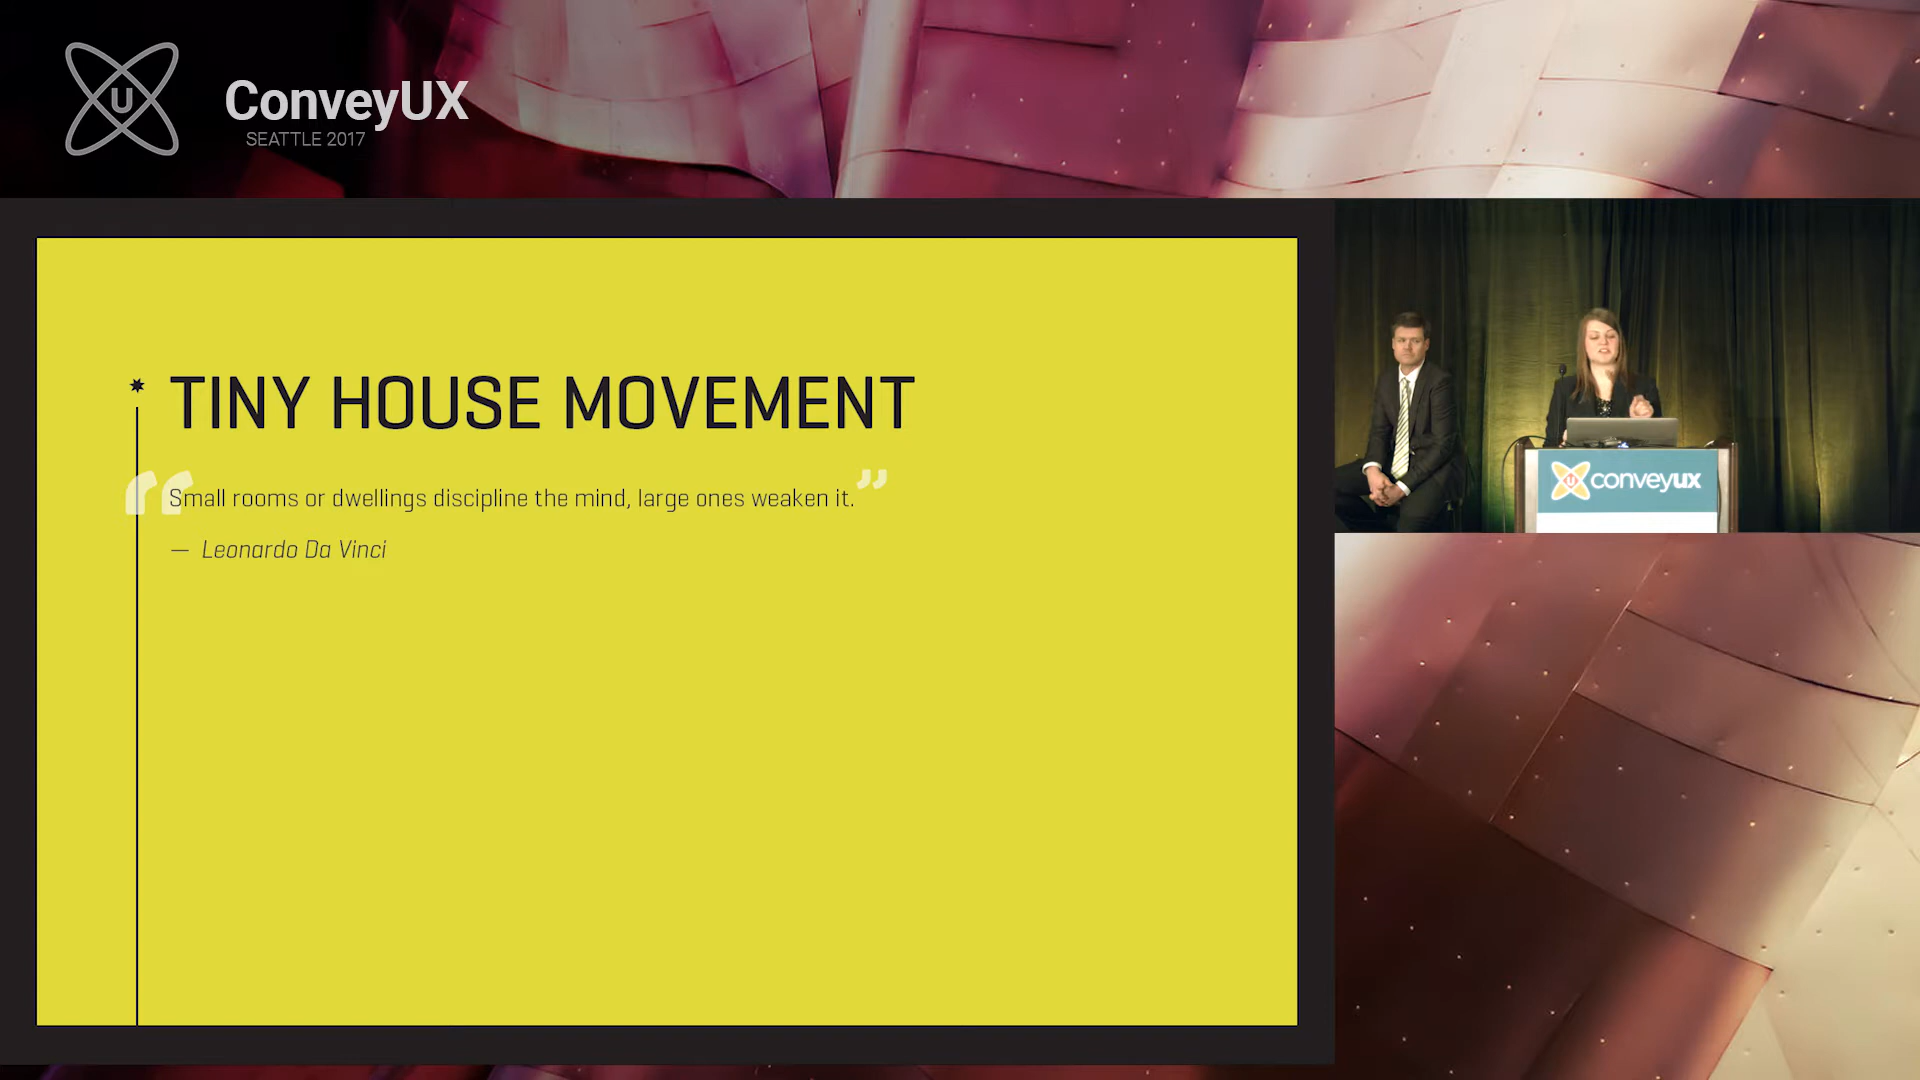 U
ConveyUX
SEATTLE 2017
* TINY HOUSE MOVEMENT
“Small rooms or dwellings discipline the mind, large ones weaken it.”
— Leonardo Da Vinci
U conveyux